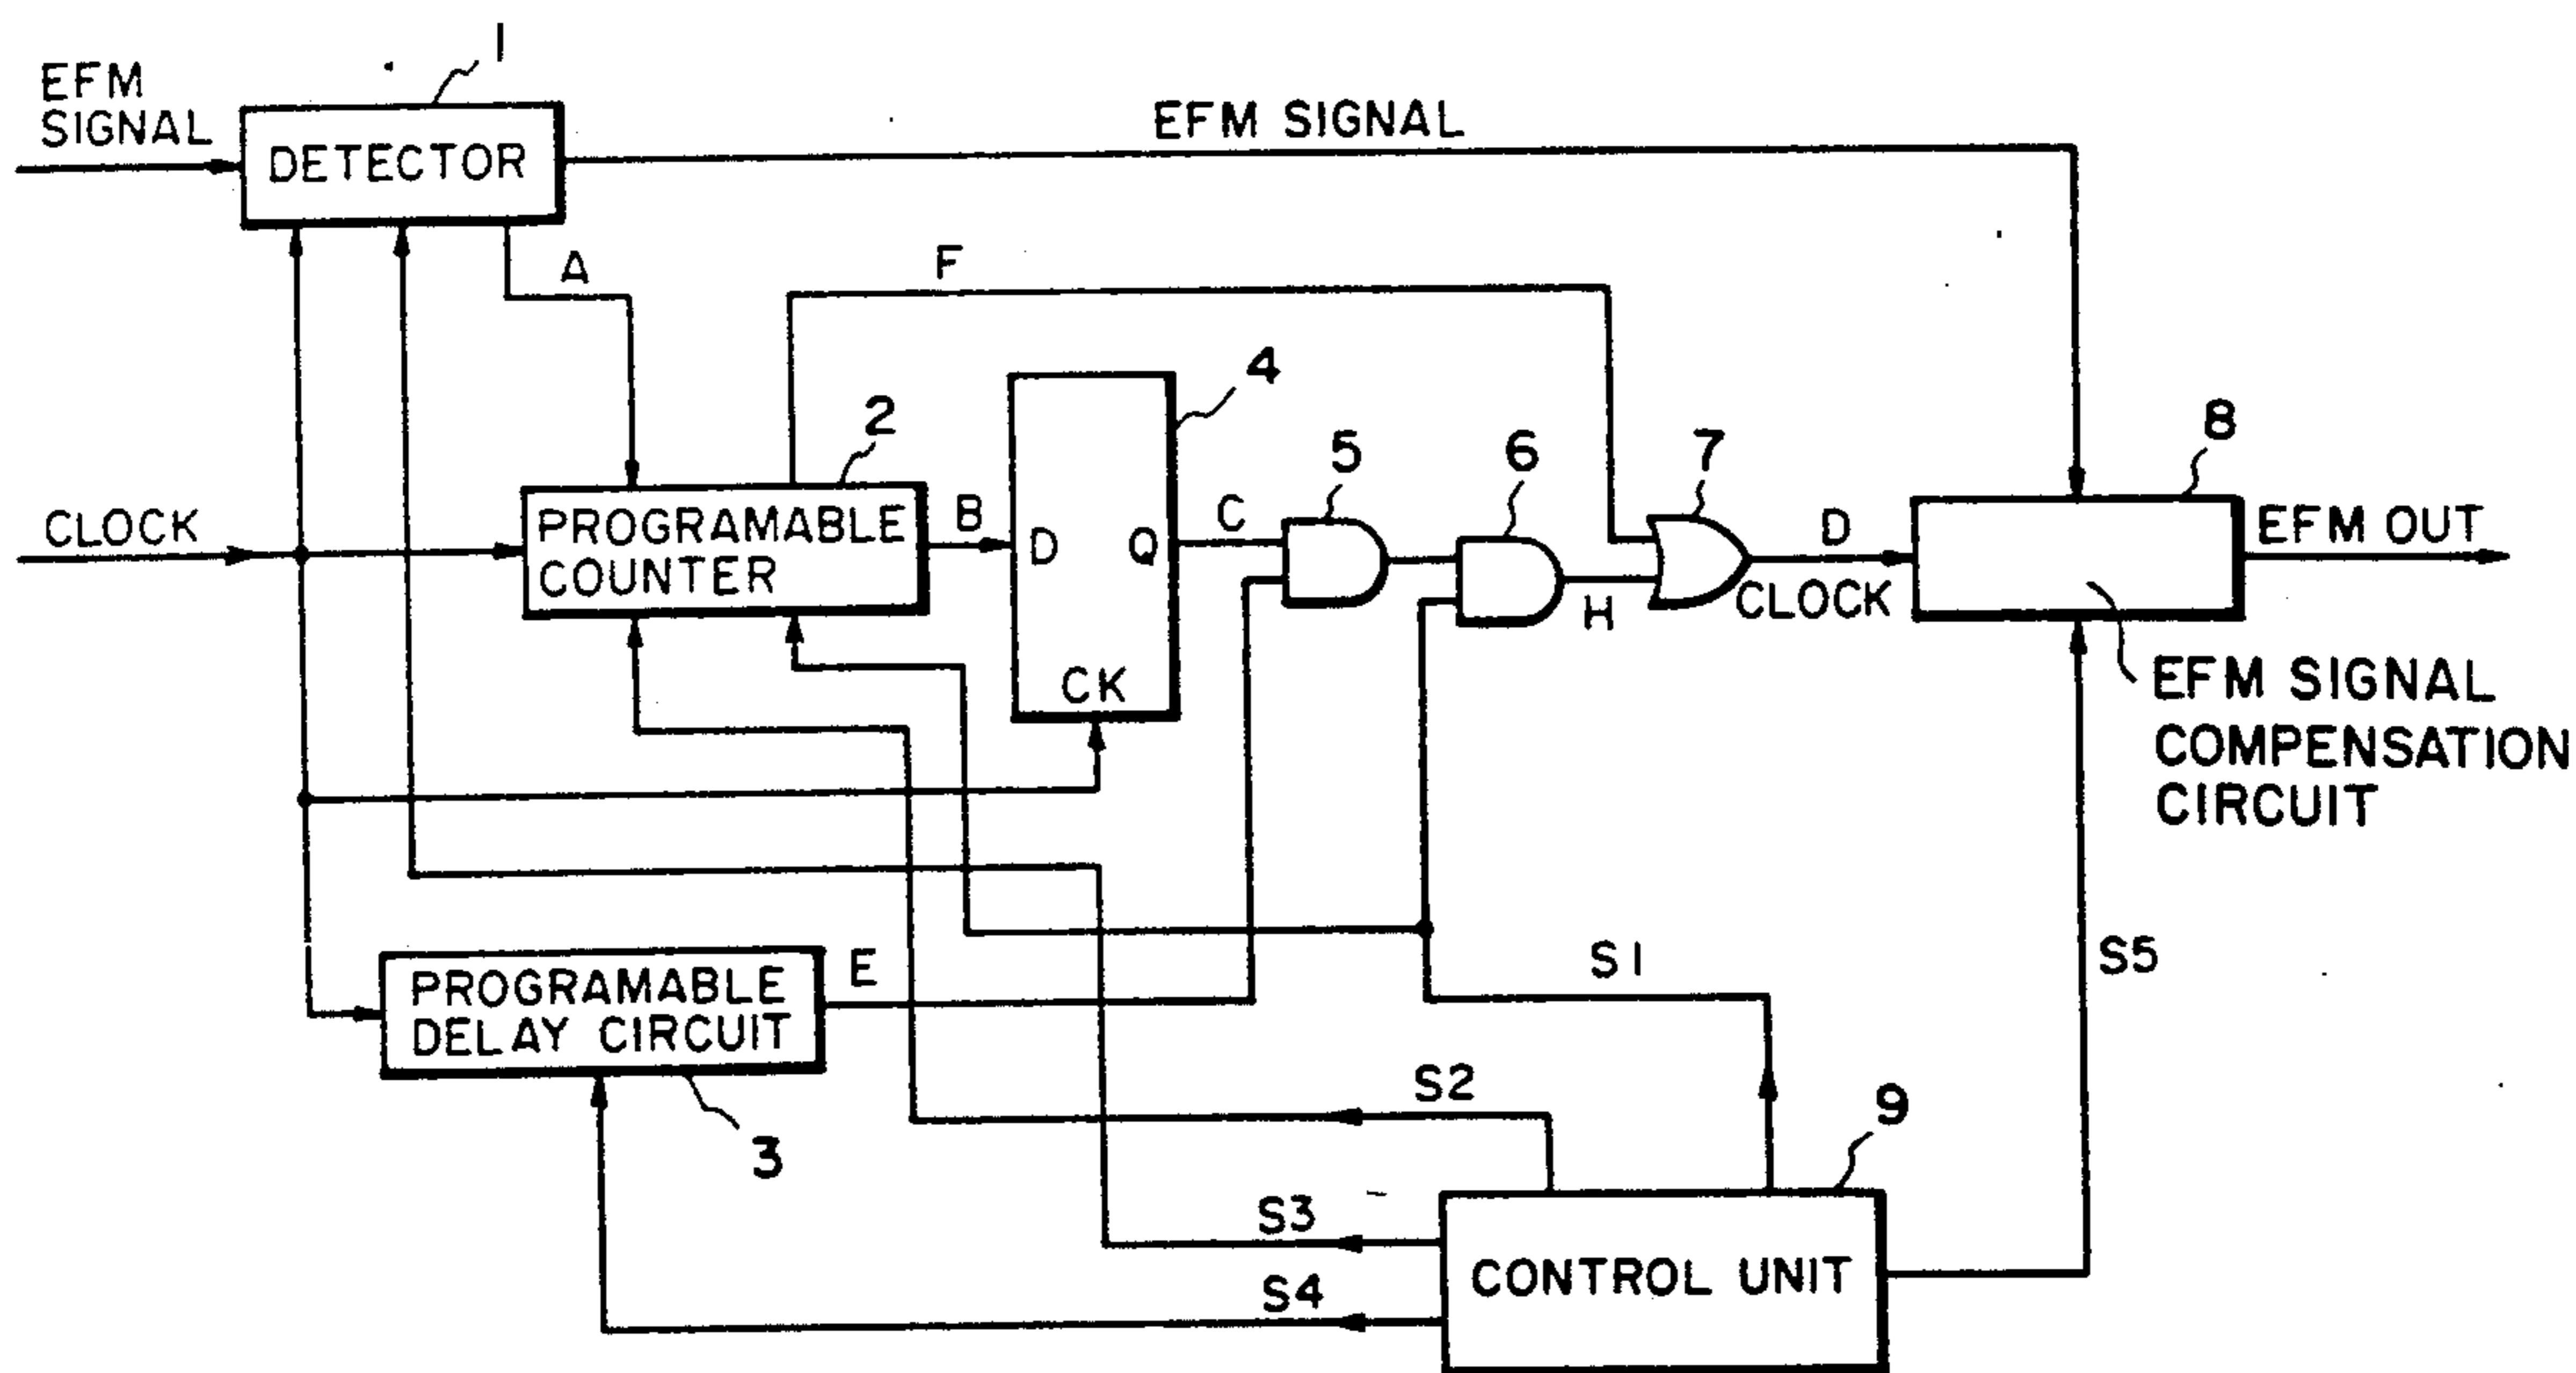 1
EFM
SIGNAL
DETECTOR
EFM SIGNAL
A
F
4
2
5
6
7
8
CLOCK
PROGRAMABLE
COUNTER
B
D
Q
C
H
D
CLOCK
EFM OUT
CK
EFM SIGNAL
COMPENSATION
CIRCUIT
PROGRAMABLE
DELAY CIRCUIT
E
S1
S5
S2
9
3
S3
S4
CONTROL UNIT